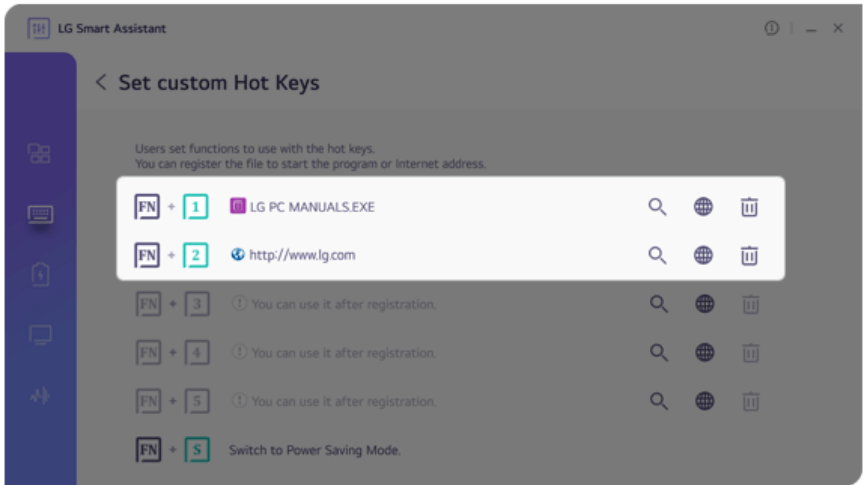 LG Smart Assistant
Set custom Hot Keys
Users set functions to use with the hot keys.
You can register the file to start the program or Internet address.
FN + 1 LG PC MANUALS.EXE
FN + 2 http://www.lg.com
FN + 3 You can use it after registration.
FN + 4 You can use it after registration.
FN + 5 You can use it after registration.
FN + S Switch to Power Saving Mode.